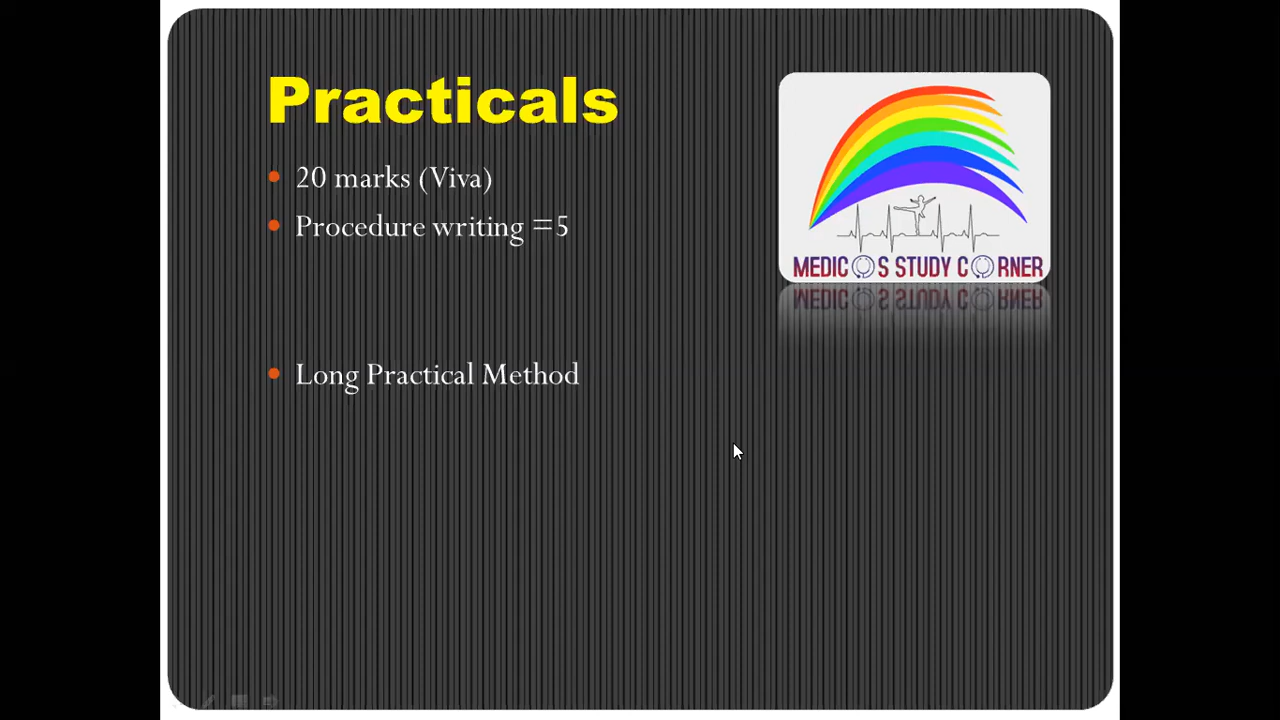 Practicals
20 marks (Viva)
Procedure writing =5
Long Practical Method
MEDICOS STUDY CORNER